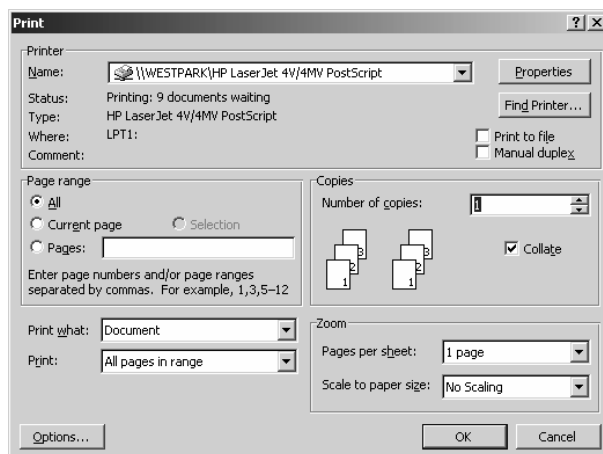 Print
Printer
Name: \\WESTPARK\HP LaserJet 4V/4MV PostScript Properties
Status: Printing: 9 documents waiting
Type: HP LaserJet 4V/4MV PostScript Find Printer...
Where: LPT1: Print to file
Comment: Manual duplex
Page range
All
Current page Selection
Pages:
Enter page numbers and/or page ranges
separated by commas. For example, 1,3,5–12
Copies
Number of copies: 1
3 3
2 2
1 1
Collate
Print what: Document
Print: All pages in range
Zoom
Pages per sheet: 1 page
Scale to paper size: No Scaling
Options... OK Cancel